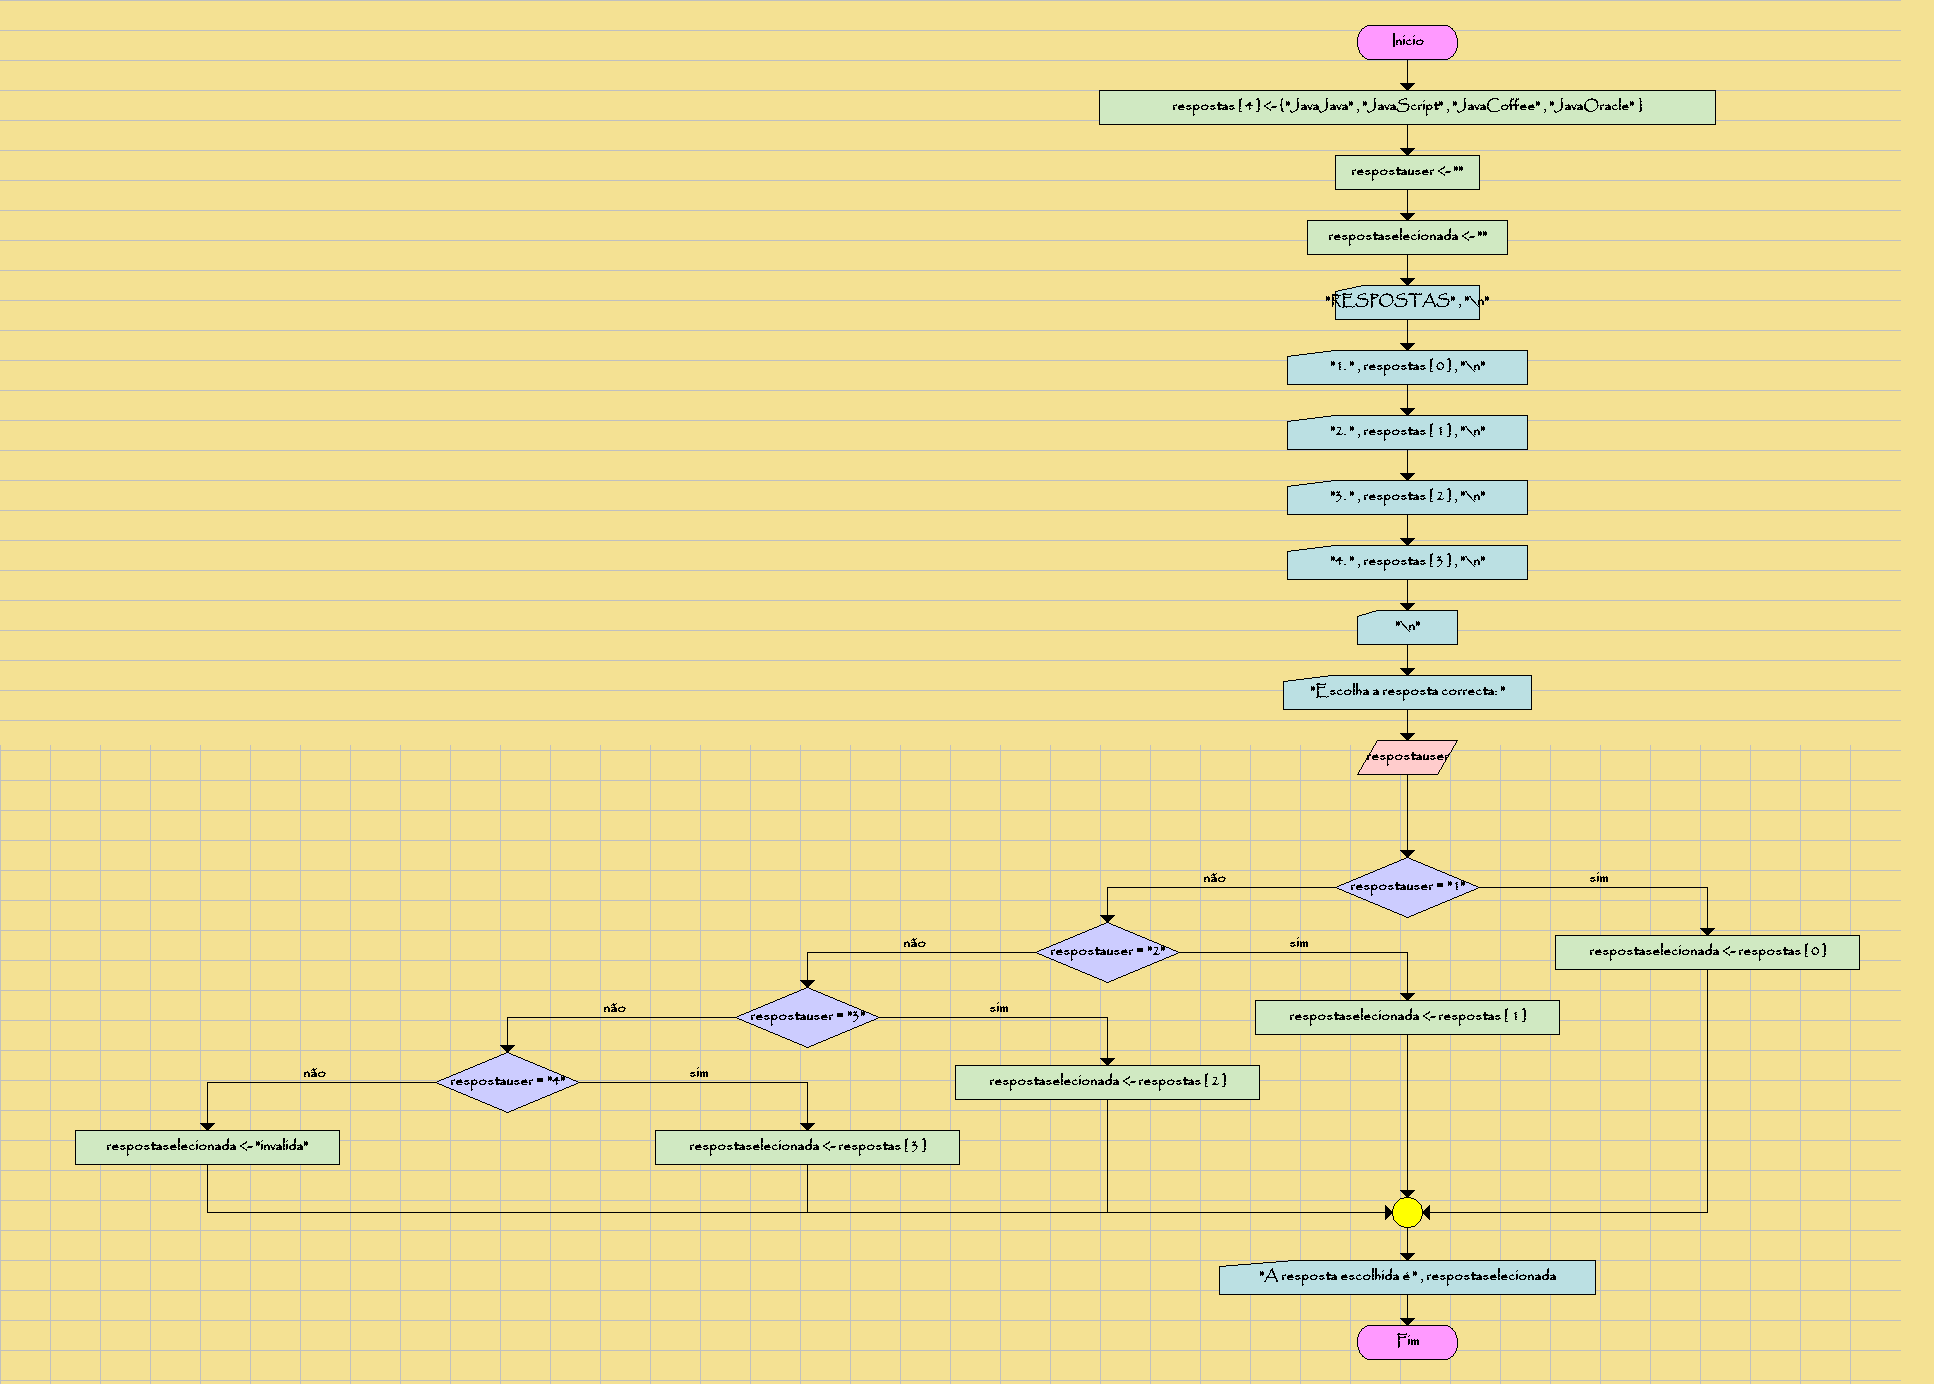 Inicio
respostas [ 4 ] <- { "JavaJava" , "JavaScript" , "JavaCoffee" , "JavaOracle" }
respostauser <- ""
respostaselecionada <- ""
"RESPOSTAS" , "\n"
"1. " , respostas [ 0 ] , "\n"
"2. " , respostas [ 1 ] , "\n"
"3. " , respostas [ 2 ] , "\n"
"4. " , respostas [ 3 ] , "\n"
"\n"
"Escolha a resposta correcta: "
respostauser
respostauser = "1"
não
sim
respostaselecionada <- respostas [ 0 ]
respostauser = "2"
não
sim
respostaselecionada <- respostas [ 1 ]
respostauser = "3"
não
sim
respostaselecionada <- respostas [ 2 ]
respostauser = "4"
não
sim
respostaselecionada <- "invalida"
respostaselecionada <- respostas [ 3 ]
"A resposta escolhida é " , respostaselecionada
Fim